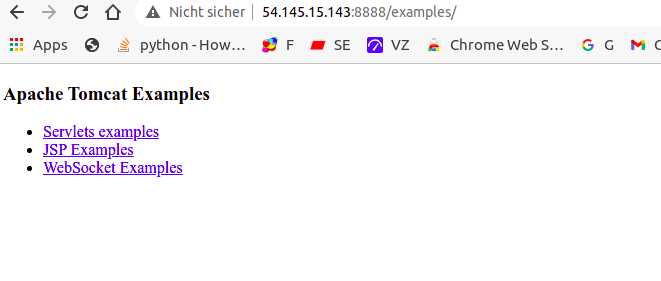 Nicht sicher | 54.145.15.143:8888/examples/
Apps python - How… F SE VZ Chrome Web S… G
Apache Tomcat Examples
Servlets examples
JSP Examples
WebSocket Examples